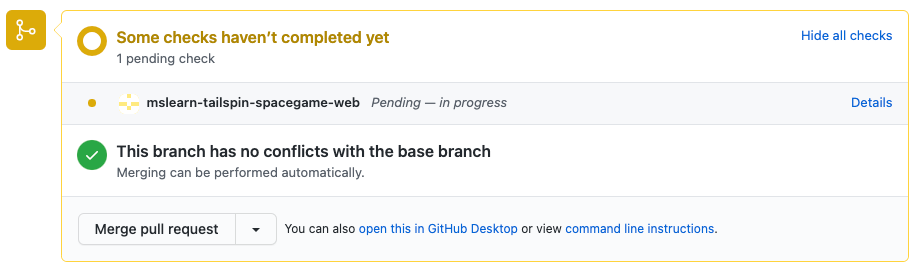 Some checks haven’t completed yet
Hide all checks
1 pending check
mslearn-tailspin-spacegame-web Pending — in progress
Details
This branch has no conflicts with the base branch
Merging can be performed automatically.
Merge pull request
You can also open this in GitHub Desktop or view command line instructions.